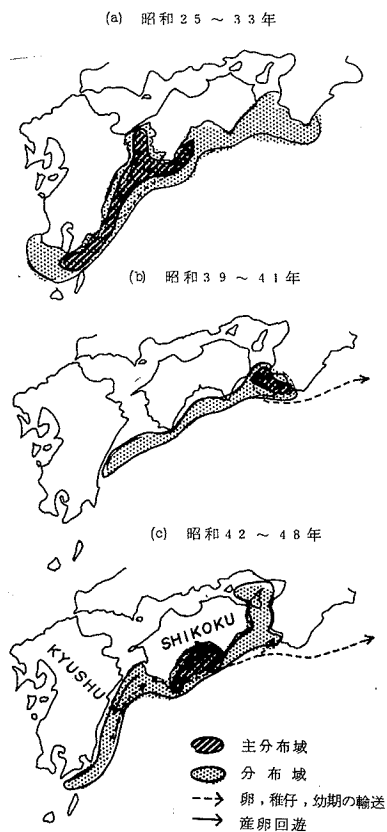 (a) 昭和25～33年
(b) 昭和39～41年
(c) 昭和42～48年
SHIKOKU
KYUSHU
主分布域
分布域
卵，稚仔，幼期の輸送
産卵回遊